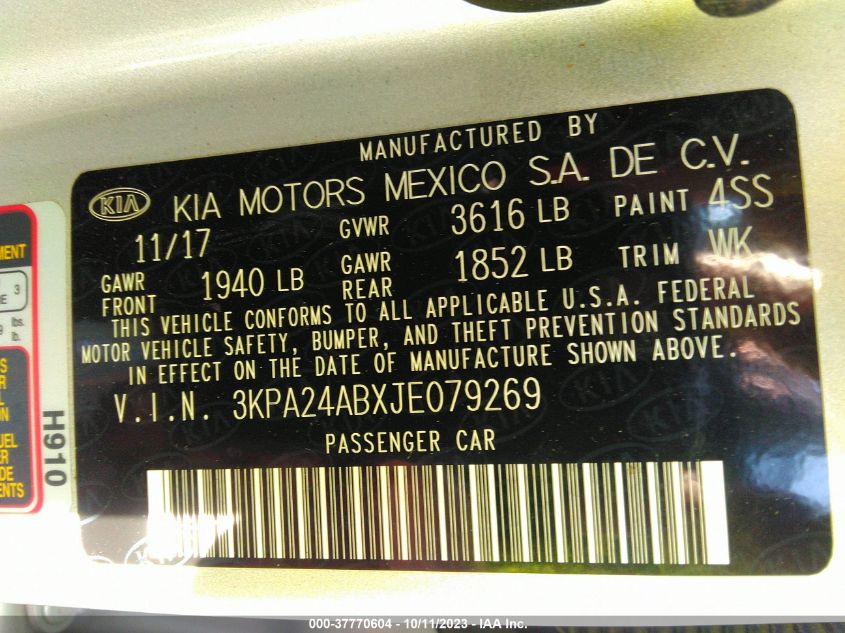 MANUFACTURED BY
KIA KIA MOTORS MEXICO S.A. DE C.V.
11/17 GVWR 3616 LB PAINT 4SS
GAWR FRONT 1940 LB GAWR REAR 1852 LB TRIM WK
THIS VEHICLE CONFORMS TO ALL APPLICABLE U.S.A. FEDERAL
MOTOR VEHICLE SAFETY, BUMPER, AND THEFT PREVENTION STANDARDS
IN EFFECT ON THE DATE OF MANUFACTURE SHOWN ABOVE.
V.I.N. 3KPA24ABXJE079269
PASSENGER CAR
H910
3
lbs.
lb.
000-37770604 - 10/11/2023 - IAA Inc.